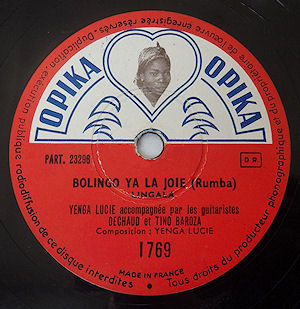 OPIKA OPIKA
PART. 23298
D R
BOLINGO YA LA JOIE (Rumba)
LINGALA
YENGA LUCIE accompagnée par les guitaristes
DECHAUD et TINO BAROZA
Composition : YENGA LUCIE
1769
MADE IN FRANCE
Tous droits du producteur phonographique et du propriétaire de l'oeuvre enregistrée réservés. Duplication, exécution publique radiodiffusion de ce disque interdites